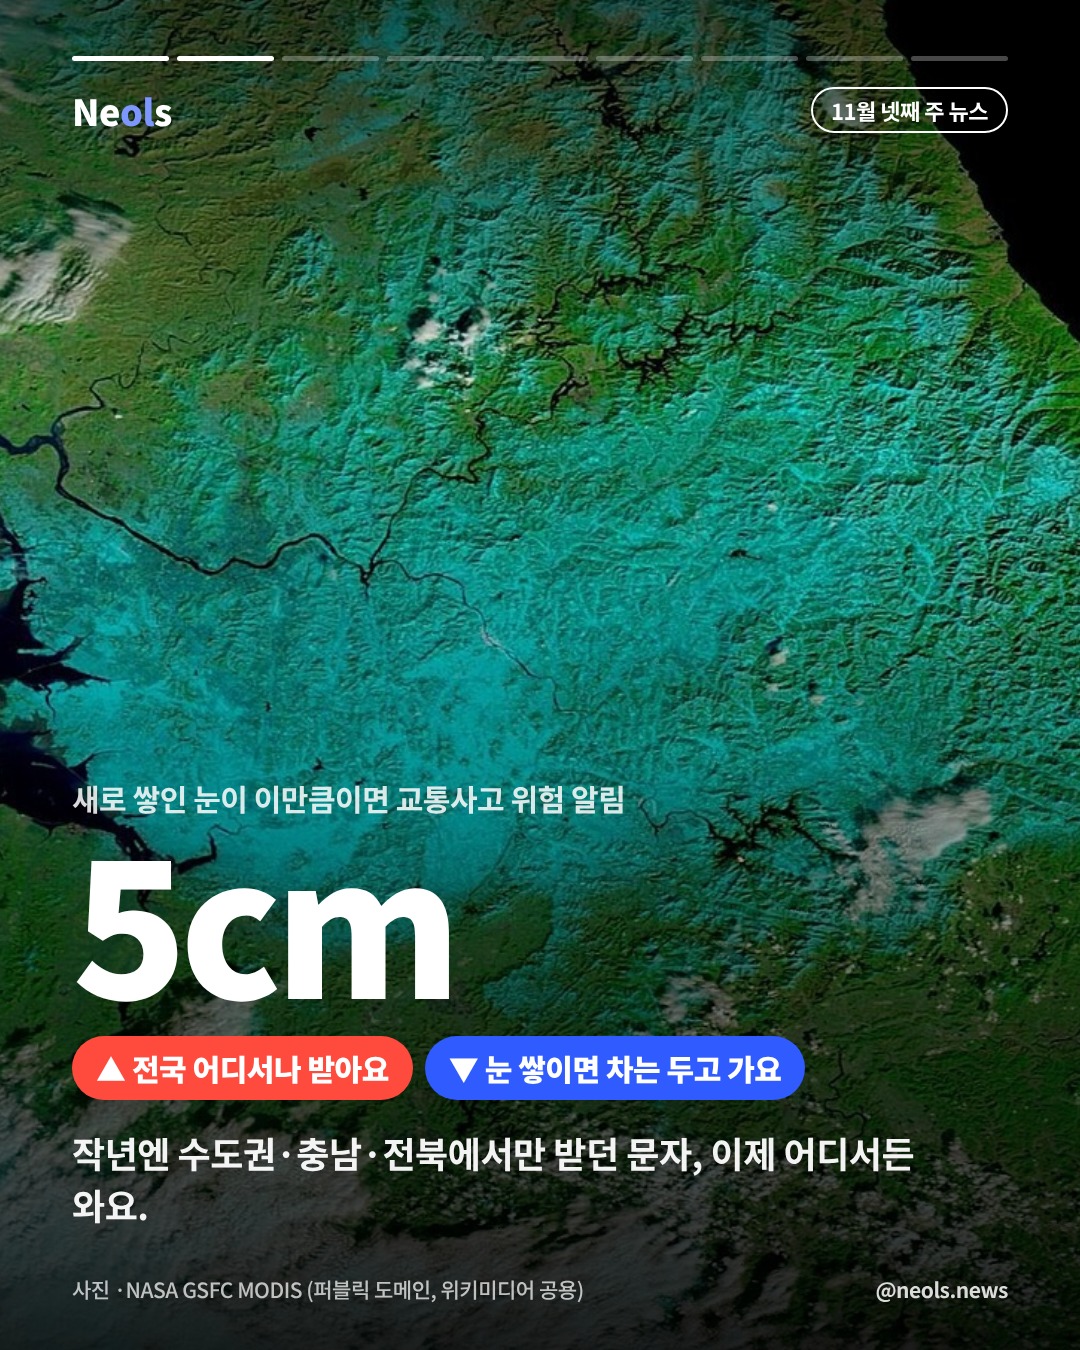 Neols
11월 넷째 주 뉴스
새로 쌓인 눈이 이만큼이면 교통사고 위험 알림
5cm
▲ 전국 어디서나 받아요
▼ 눈 쌓이면 차는 두고 가요
작년엔 수도권·충남·전북에서만 받던 문자, 이제 어디서든
와요.
사진 · NASA GSFC MODIS (퍼블릭 도메인, 위키미디어 공용)
@neols.news